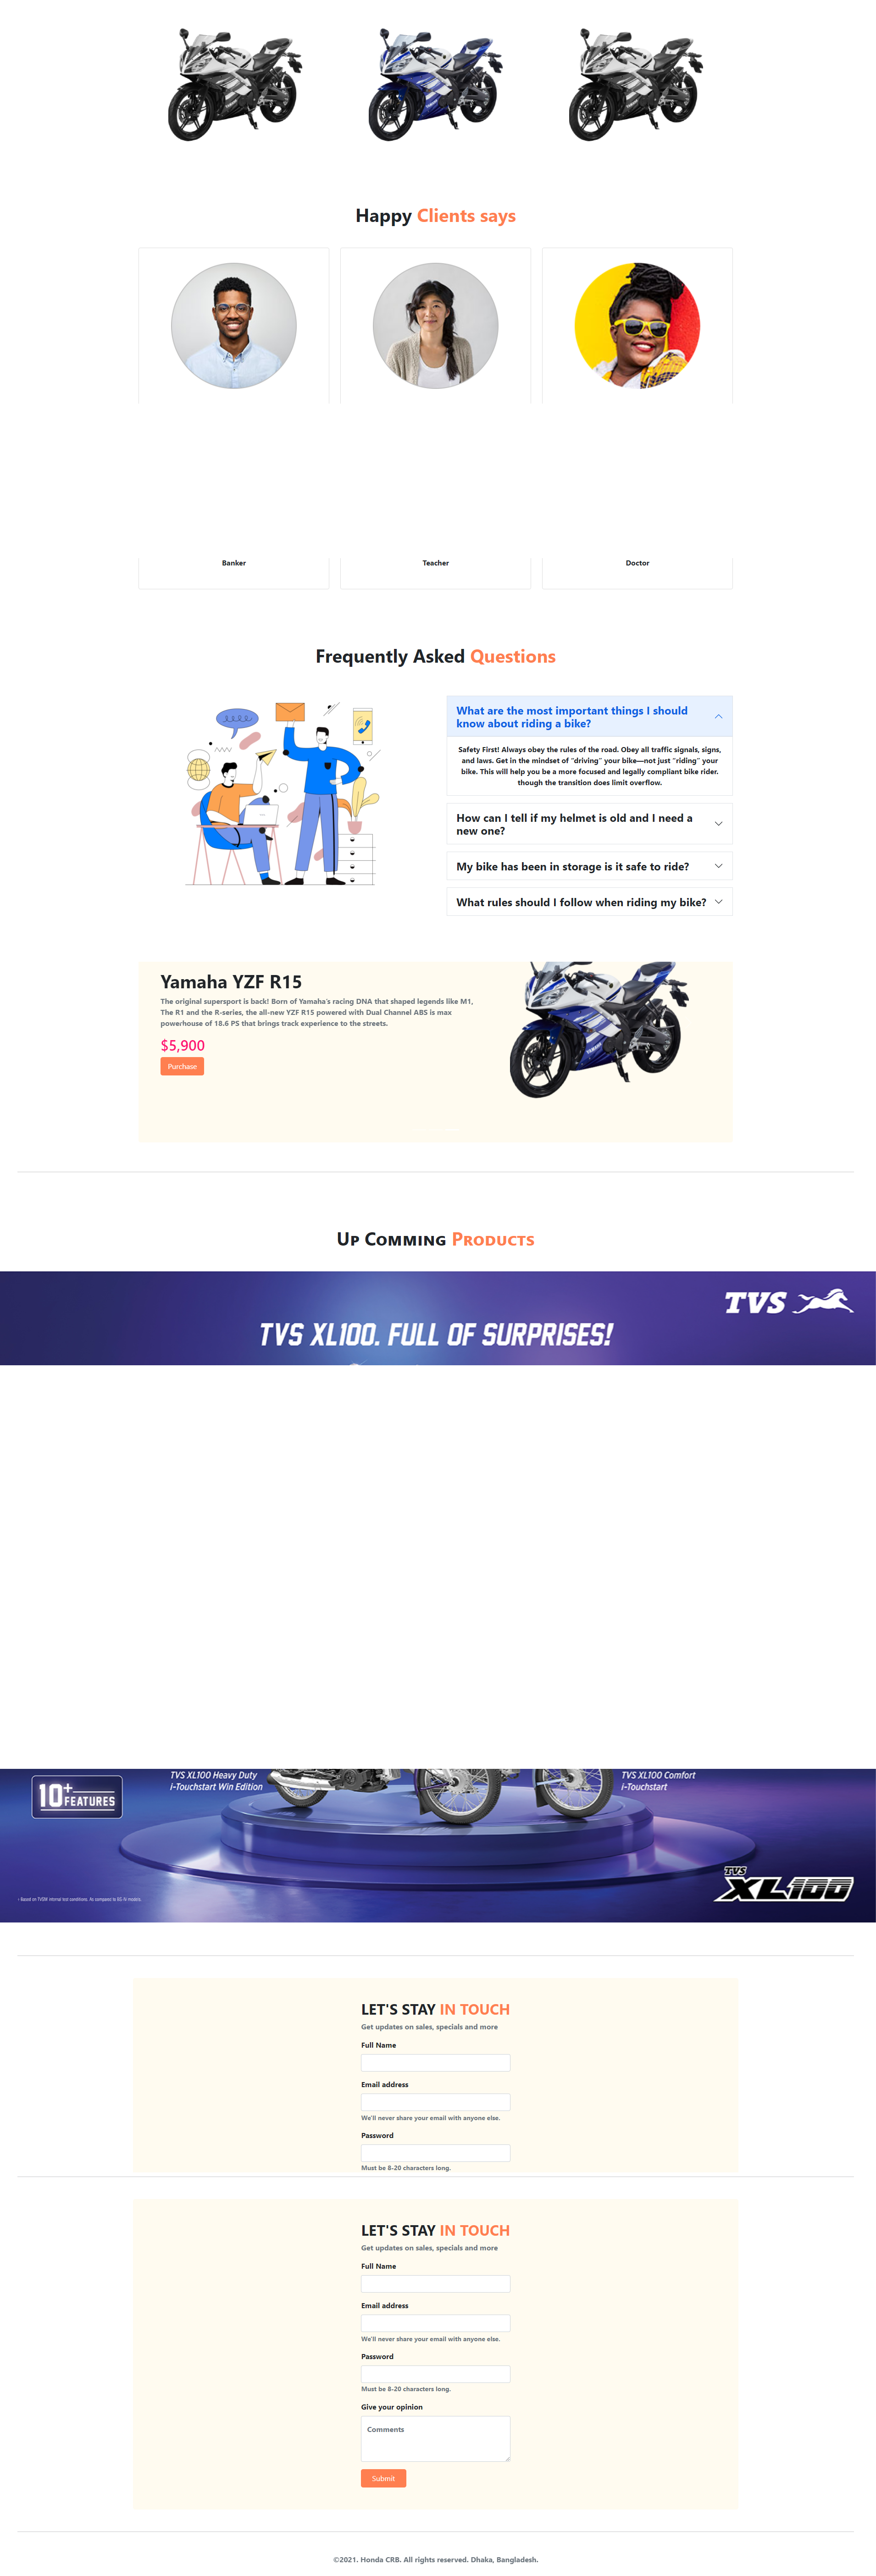 Happy Clients says
Banker
Teacher
Doctor
Frequently Asked Questions
What are the most important things I should
know about riding a bike?
Safety First! Always obey the rules of the road. Obey all traffic signals, signs,
and laws. Get in the mindset of “driving” your bike—not just “riding” your
bike. This will help you be a more focused and legally compliant bike rider.
though the transition does limit overflow.
How can I tell if my helmet is old and I need a
new one?
My bike has been in storage is it safe to ride?
What rules should I follow when riding my bike?
Yamaha YZF R15
The original supersport is back! Born of Yamaha’s racing DNA that shaped legends like M1,
The R1 and the R-series, the all-new YZF R15 powered with Dual Channel ABS is max
powerhouse of 18.6 PS that brings track experience to the streets.
$5,900
Purchase
YAMAHA
Up Comming Products
TVS
TVS XL100. FULL OF SURPRISES!
10+
FEATURES
TVS XL100 Heavy Duty
i-Touchstart Win Edition
TVS XL100 Comfort
i-Touchstart
TVS
XL100
LET'S STAY IN TOUCH
Get updates on sales, specials and more
Full Name
Email address
We'll never share your email with anyone else.
Password
Must be 8-20 characters long.
LET'S STAY IN TOUCH
Get updates on sales, specials and more
Full Name
Email address
We'll never share your email with anyone else.
Password
Must be 8-20 characters long.
Give your opinion
Comments
Submit
©2021. Honda CRB. All rights reserved. Dhaka, Bangladesh.